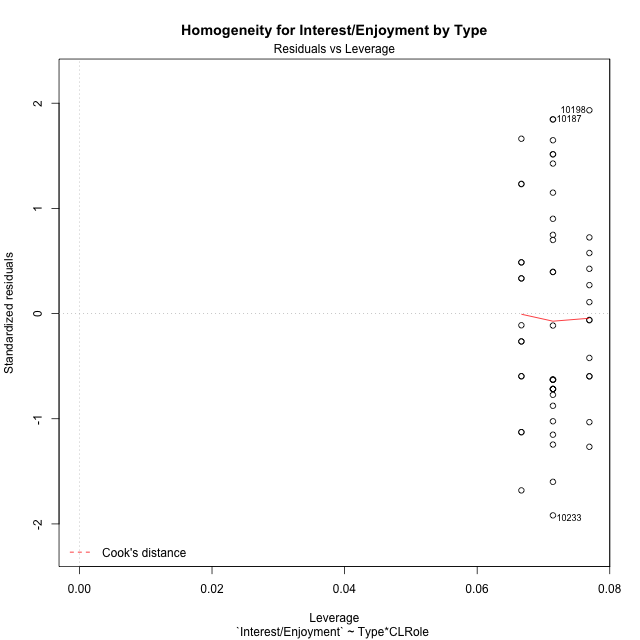 Homogeneity for Interest/Enjoyment by Type
Residuals vs Leverage
10198
10187
2
1
0
-1
-2
Standardized residuals
10233
Cook's distance
0.00 0.02 0.04 0.06 0.08
Leverage
`Interest/Enjoyment` ~ Type*CLRole